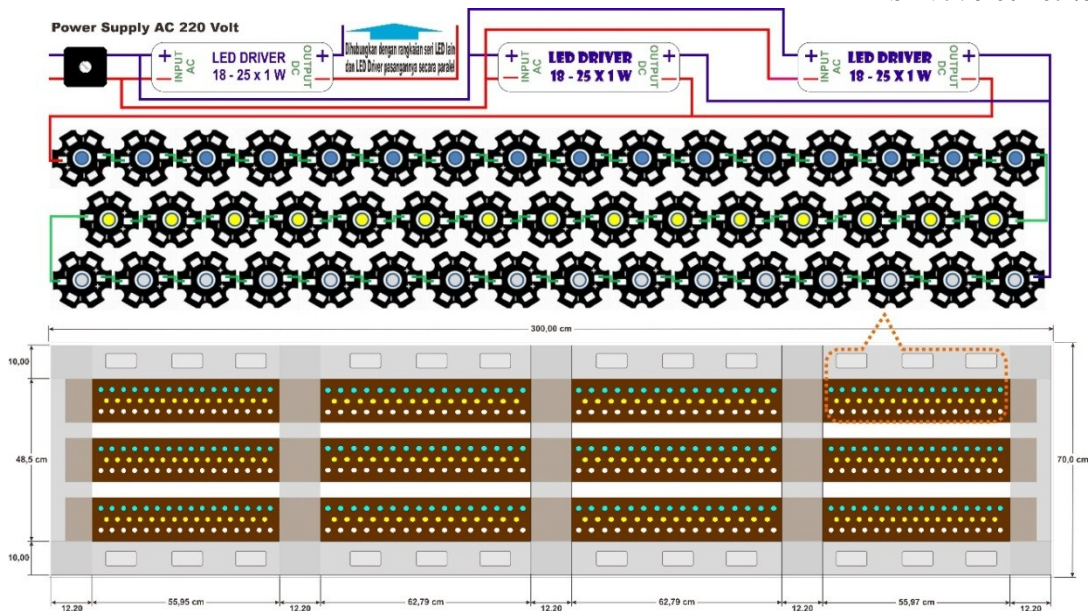 Power Supply AC 220 Volt
+ INPUT AC LED DRIVER 18 - 25 x 1 W OUTPUT DC +
Dihubungkan dengan rangkaian seri LED lain
dan LED Driver pasangannya secara paralel
+ INPUT AC LED DRIVER 18 - 25 X 1 W OUTPUT DC +
+ INPUT AC LED DRIVER 18 - 25 X 1 W OUTPUT DC +
300,00 cm
10,00
48,5 cm
70,0 cm
10,00
12.20
55,95 cm
12.20
62,79 cm
12.20
62,79 cm
12.20
55,97 cm
12.20